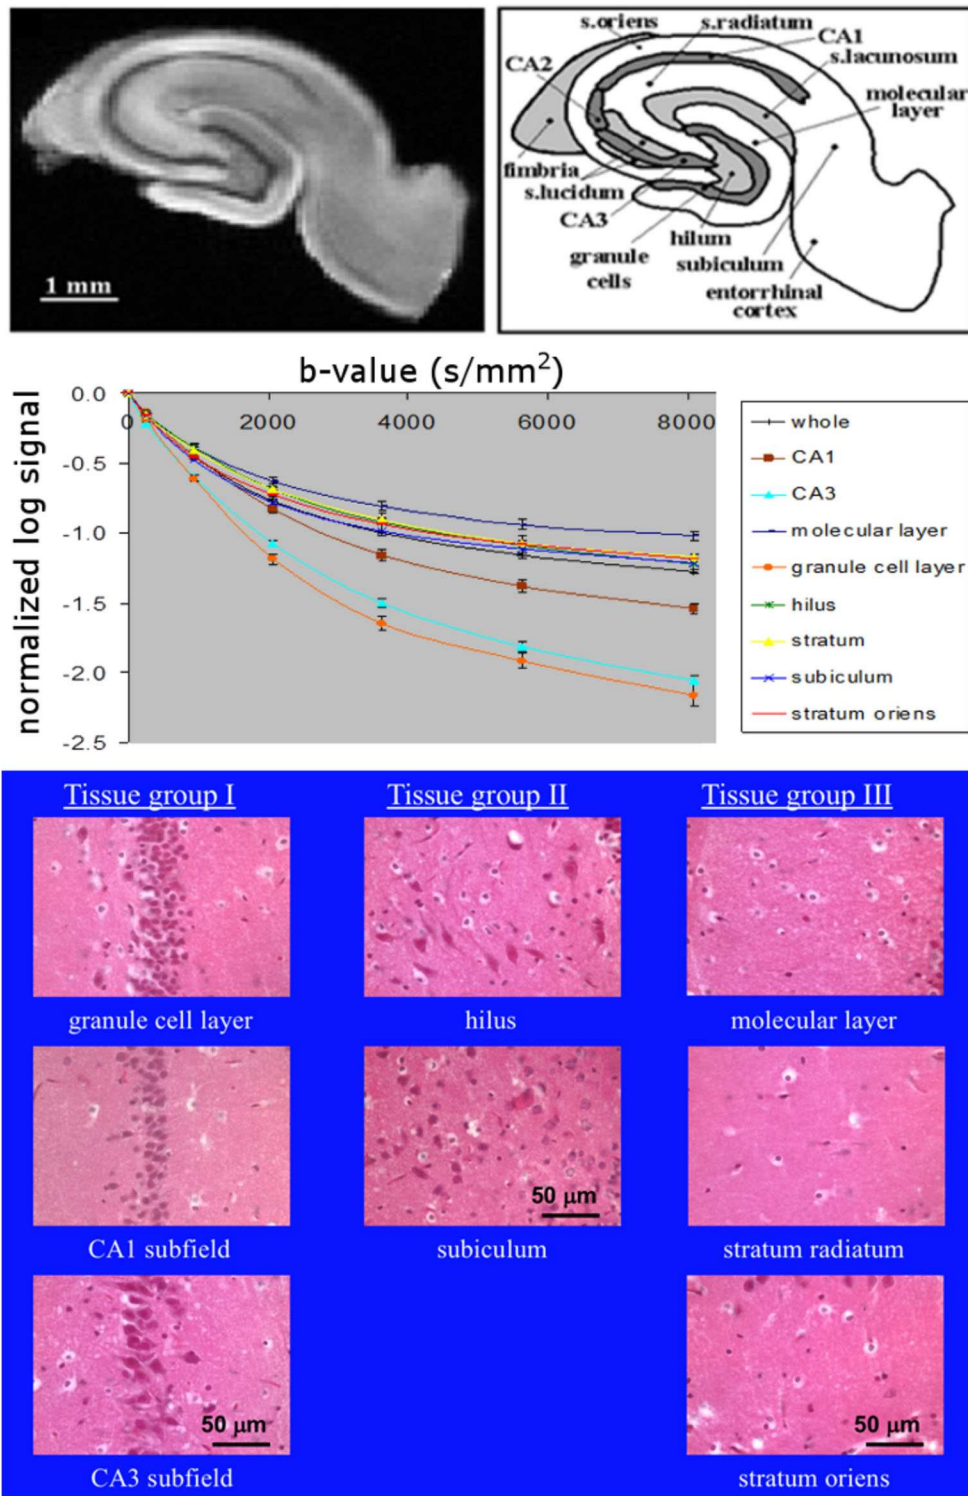 1 mm
s.oriens
s.radiatum
CA1
s.lacunosum
CA2
molecular
layer
fimbria
s.lucidum
CA3
hilum
granule
cells
subiculum
entorrhinal
cortex
b-value (s/mm²)
normalized log signal
0.0
-0.5
-1.0
-1.5
-2.0
-2.5
0
2000
4000
6000
8000
whole
CA1
CA3
molecular layer
granule cell layer
hilus
stratum
subiculum
stratum oriens
Tissue group I
Tissue group II
Tissue group III
granule cell layer
hilus
molecular layer
50 µm
CA1 subfield
subiculum
stratum radiatum
50 µm
50 µm
CA3 subfield
stratum oriens